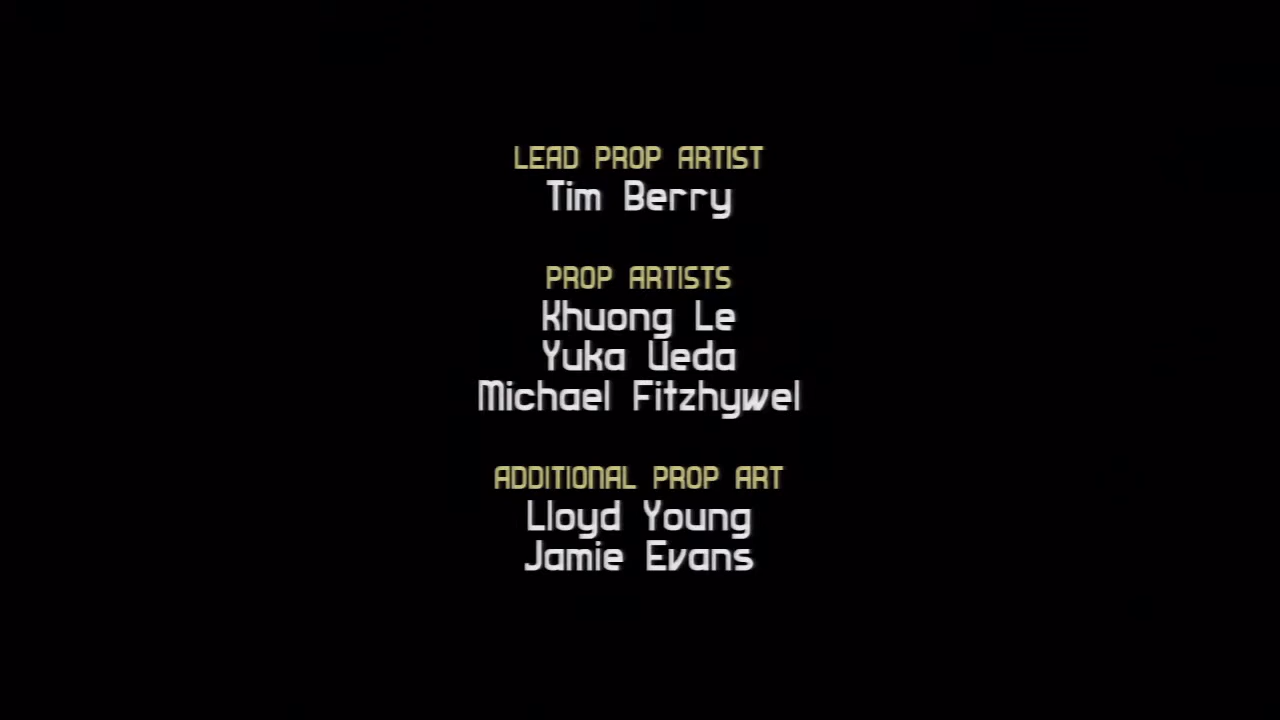 LEAD PROP ARTIST
Tim Berry
PROP ARTISTS
Khuong Le
Yuka Ueda
Michael Fitzhywel
ADDITIONAL PROP ART
Lloyd Young
Jamie Evans